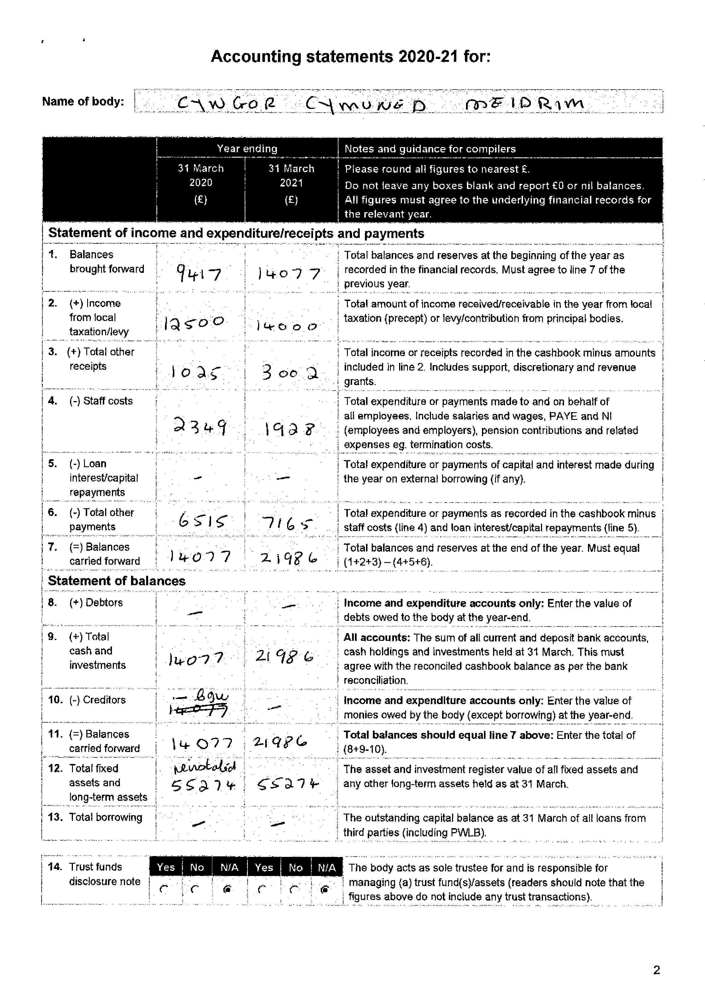 Accounting statements 2020-21 for:
Name of body: CYNGOR CYMUNED MEIDRIM
Year ending
Notes and guidance for compilers
31 March 2020 (£)
31 March 2021 (£)
Please round all figures to nearest £.
Do not leave any boxes blank and report £0 or nil balances.
All figures must agree to the underlying financial records for
the relevant year.
Statement of income and expenditure/receipts and payments
1. Balances
brought forward
9417
14077
Total balances and reserves at the beginning of the year as
recorded in the financial records. Must agree to line 7 of the
previous year.
2. (+) Income
from local
taxation/levy
12500
14000
Total amount of income received/receivable in the year from local
taxation (precept) or levy/contribution from principal bodies.
3. (+) Total other
receipts
1025
3002
Total income or receipts recorded in the cashbook minus amounts
included in line 2. Includes support, discretionary and revenue
grants.
4. (-) Staff costs
2349
1928
Total expenditure or payments made to and on behalf of
all employees. Include salaries and wages, PAYE and NI
(employees and employers), pension contributions and related
expenses eg. termination costs.
5. (-) Loan
interest/capital
repayments
–
–
Total expenditure or payments of capital and interest made during
the year on external borrowing (if any).
6. (-) Total other
payments
6515
7165
Total expenditure or payments as recorded in the cashbook minus
staff costs (line 4) and loan interest/capital repayments (line 5).
7. (=) Balances
carried forward
14077
21986
Total balances and reserves at the end of the year. Must equal
(1+2+3) – (4+5+6).
Statement of balances
8. (+) Debtors
–
–
Income and expenditure accounts only: Enter the value of
debts owed to the body at the year-end.
9. (+) Total
cash and
investments
14077
21986
All accounts: The sum of all current and deposit bank accounts,
cash holdings and investments held at 31 March. This must
agree with the reconciled cashbook balance as per the bank
reconciliation.
10. (-) Creditors
–
14077
–
Income and expenditure accounts only: Enter the value of
monies owed by the body (except borrowing) at the year-end.
11. (=) Balances
carried forward
14077
21986
Total balances should equal line 7 above: Enter the total of
(8+9-10).
12. Total fixed
assets and
long-term assets
55274
55274
The asset and investment register value of all fixed assets and
any other long-term assets held as at 31 March.
13. Total borrowing
–
–
The outstanding capital balance as at 31 March of all loans from
third parties (including PWLB).
14. Trust funds
disclosure note
Yes No N/A Yes No N/A
The body acts as sole trustee for and is responsible for
managing (a) trust fund(s)/assets (readers should note that the
figures above do not include any trust transactions).
2